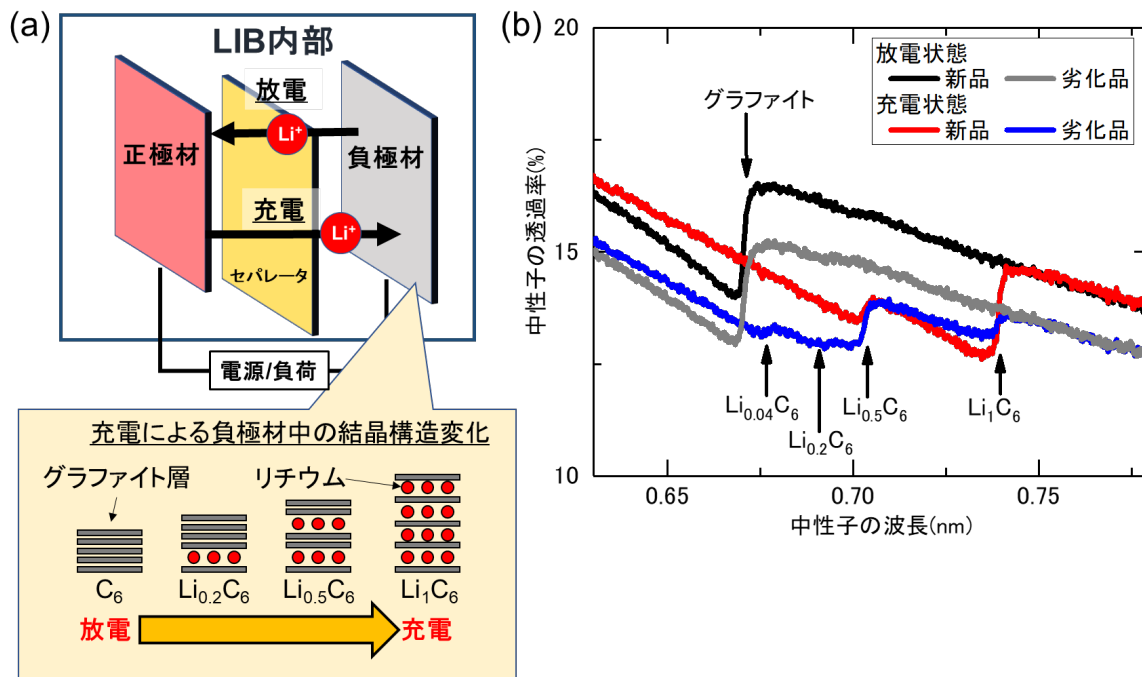 (a)
LIB内部
放電
Li⁺
正極材
負極材
充電
Li⁺
セパレータ
電源/負荷
充電による負極材中の結晶構造変化
グラファイト層
リチウム
C₆
Li₀.₂C₆
Li₀.₅C₆
Li₁C₆
放電
充電
(b)
中性子の透過率(%)
20
15
10
放電状態
新品
劣化品
充電状態
新品
劣化品
グラファイト
Li₀.₀₄C₆
Li₀.₂C₆
Li₀.₅C₆
Li₁C₆
0.65
0.70
0.75
中性子の波長(nm)